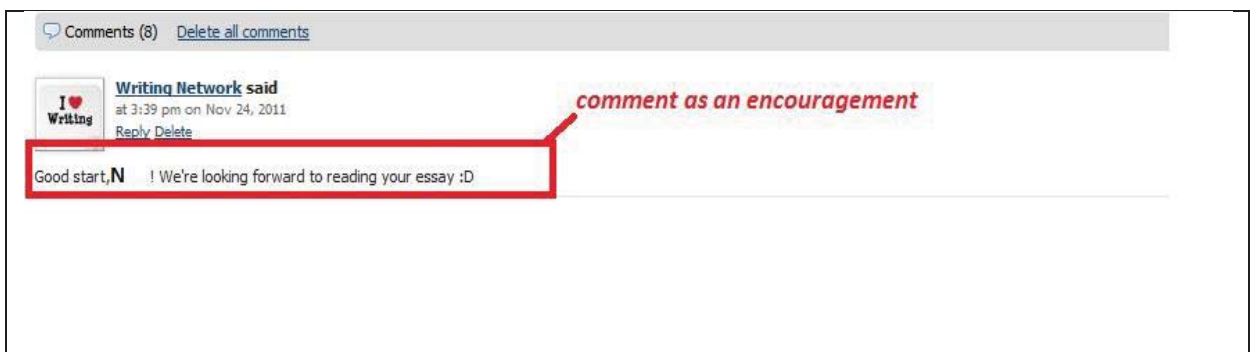 Comments (8) Delete all comments
Writing Network said
at 3:39 pm on Nov 24, 2011
Reply Delete
I ❤ Writing
comment as an encouragement
Good start,N ! We're looking forward to reading your essay :D